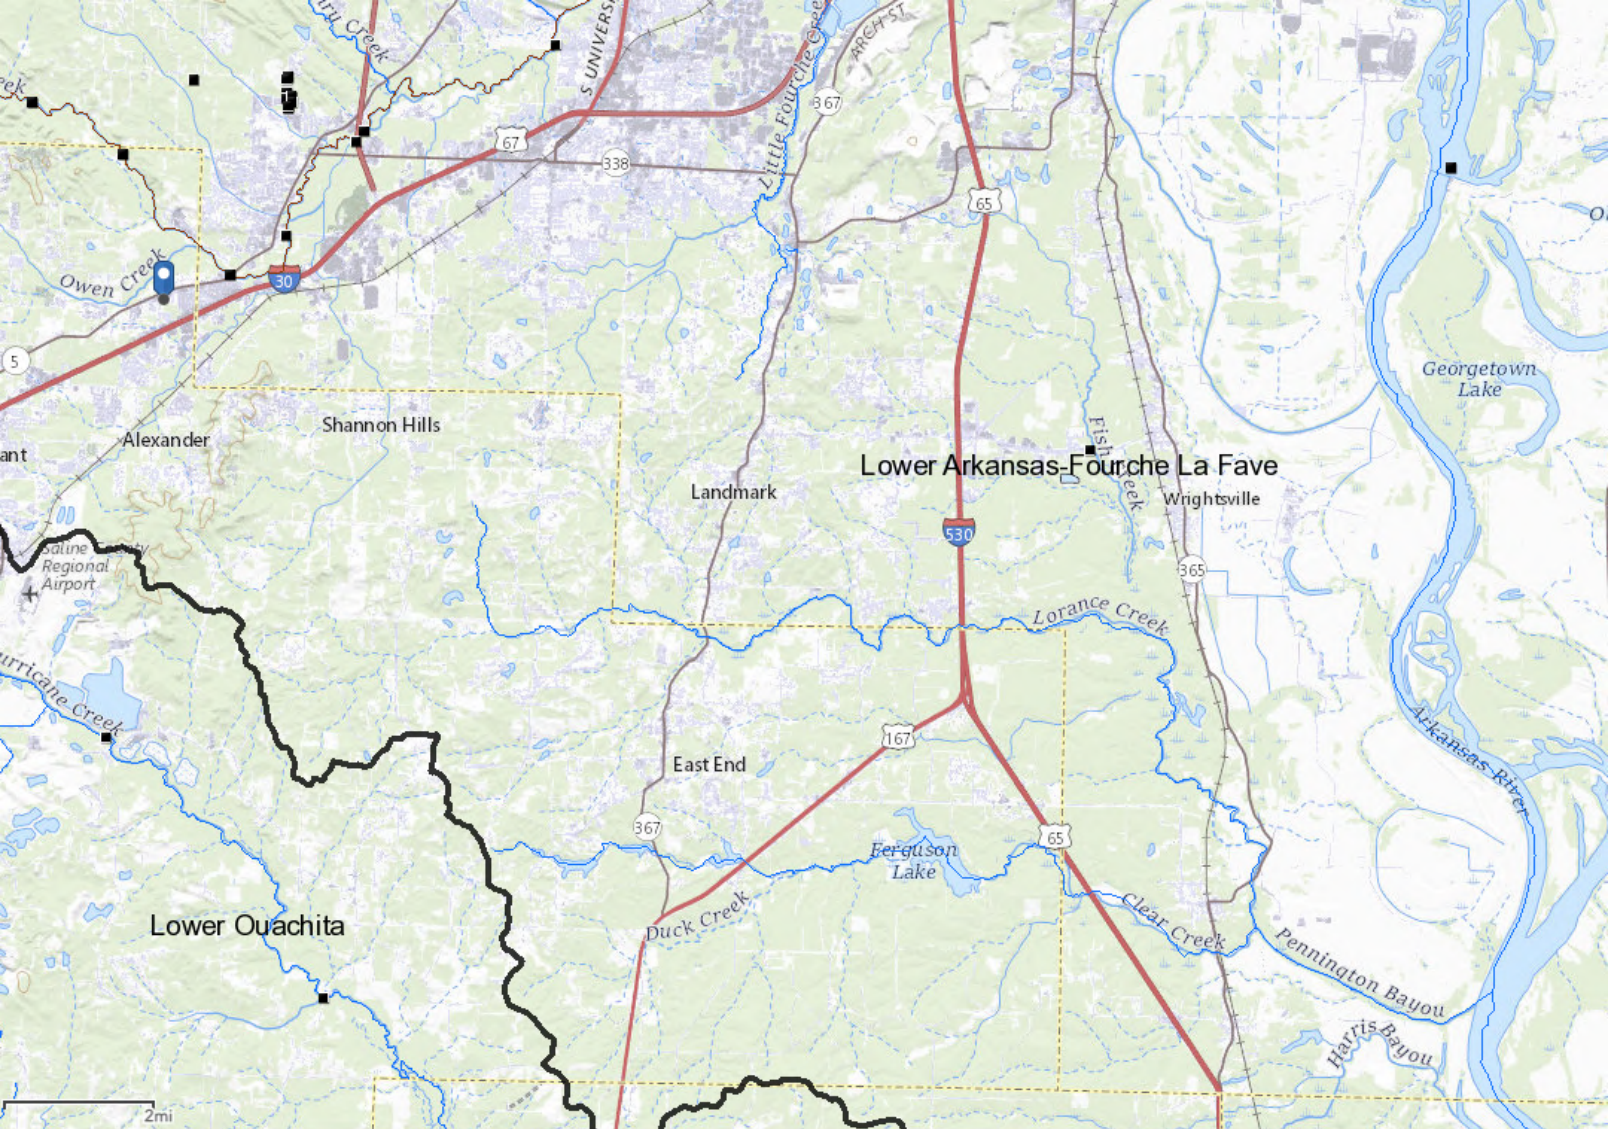 Creek
ARCH ST
S UNIVERS
Little Fourche Creek
367
eek
67
338
65
Owen Creek
30
5
Georgetown
Lake
Shannon Hills
Alexander
ant
Fish Creek
Lower Arkansas-Fourche La Fave
Landmark
Wrightsville
530
Saline County
Regional
Airport
365
Lorance Creek
urricane Creek
Arkansas River
167
East End
367
65
Ferguson
Lake
Duck Creek
Clear Creek
Lower Ouachita
Pennington Bayou
Harris Bayou
2mi